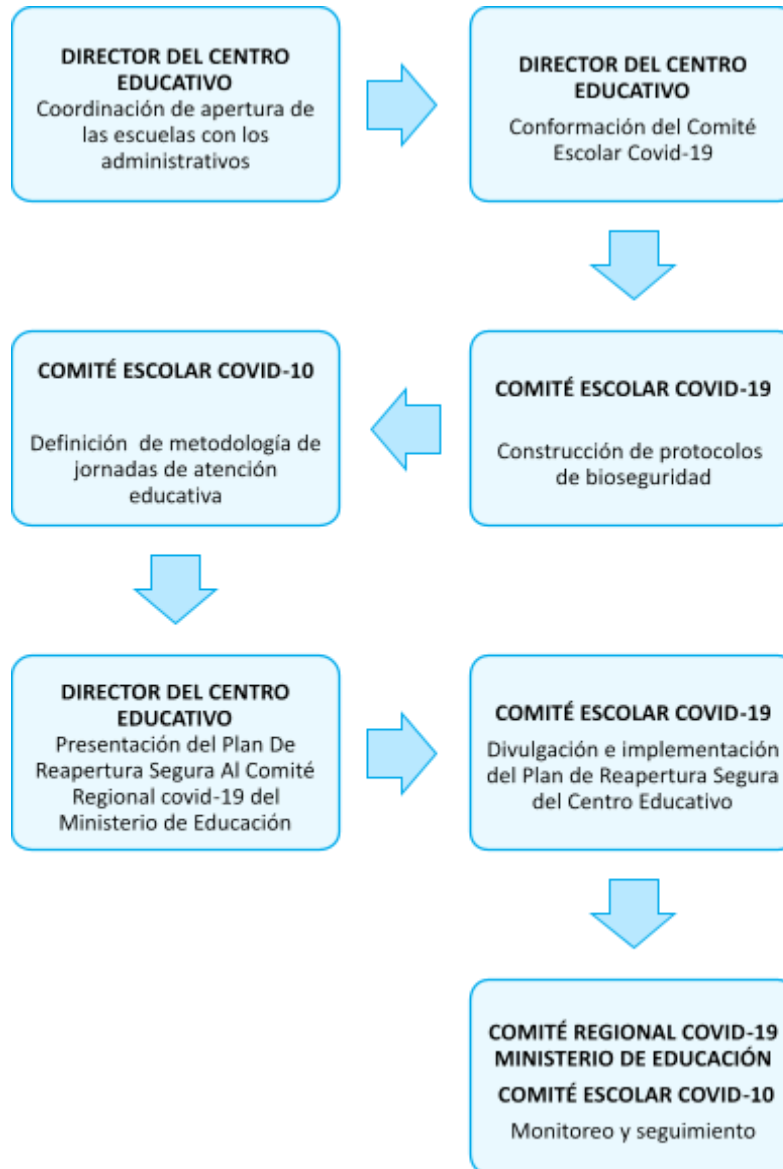 DIRECTOR DEL CENTRO
EDUCATIVO
Coordinación de apertura de
las escuelas con los
administrativos
DIRECTOR DEL CENTRO
EDUCATIVO
Conformación del Comité
Escolar Covid-19
COMITÉ ESCOLAR COVID-19
Construcción de protocolos
de bioseguridad
COMITÉ ESCOLAR COVID-10
Definición de metodología de
jornadas de atención
educativa
DIRECTOR DEL CENTRO
EDUCATIVO
Presentación del Plan De
Reapertura Segura Al Comité
Regional covid-19 del
Ministerio de Educación
COMITÉ ESCOLAR COVID-19
Divulgación e implementación
del Plan de Reapertura Segura
del Centro Educativo
COMITÉ REGIONAL COVID-19
MINISTERIO DE EDUCACIÓN
COMITÉ ESCOLAR COVID-10
Monitoreo y seguimiento